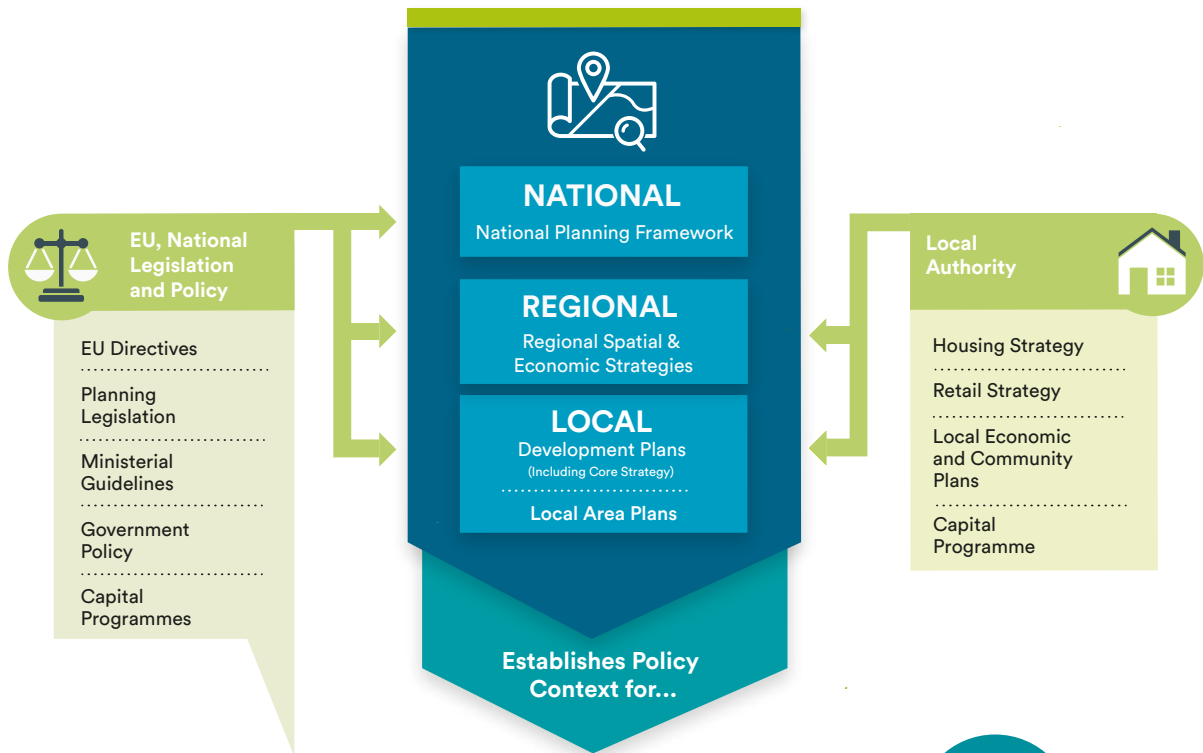 NATIONAL
National Planning Framework
REGIONAL
Regional Spatial &
Economic Strategies
LOCAL
Development Plans
(Including Core Strategy)
Local Area Plans
Establishes Policy
Context for...
EU, National
Legislation
and Policy
EU Directives
Planning
Legislation
Ministerial
Guidelines
Government
Policy
Capital
Programmes
Local
Authority
Housing Strategy
Retail Strategy
Local Economic
and Community
Plans
Capital
Programme